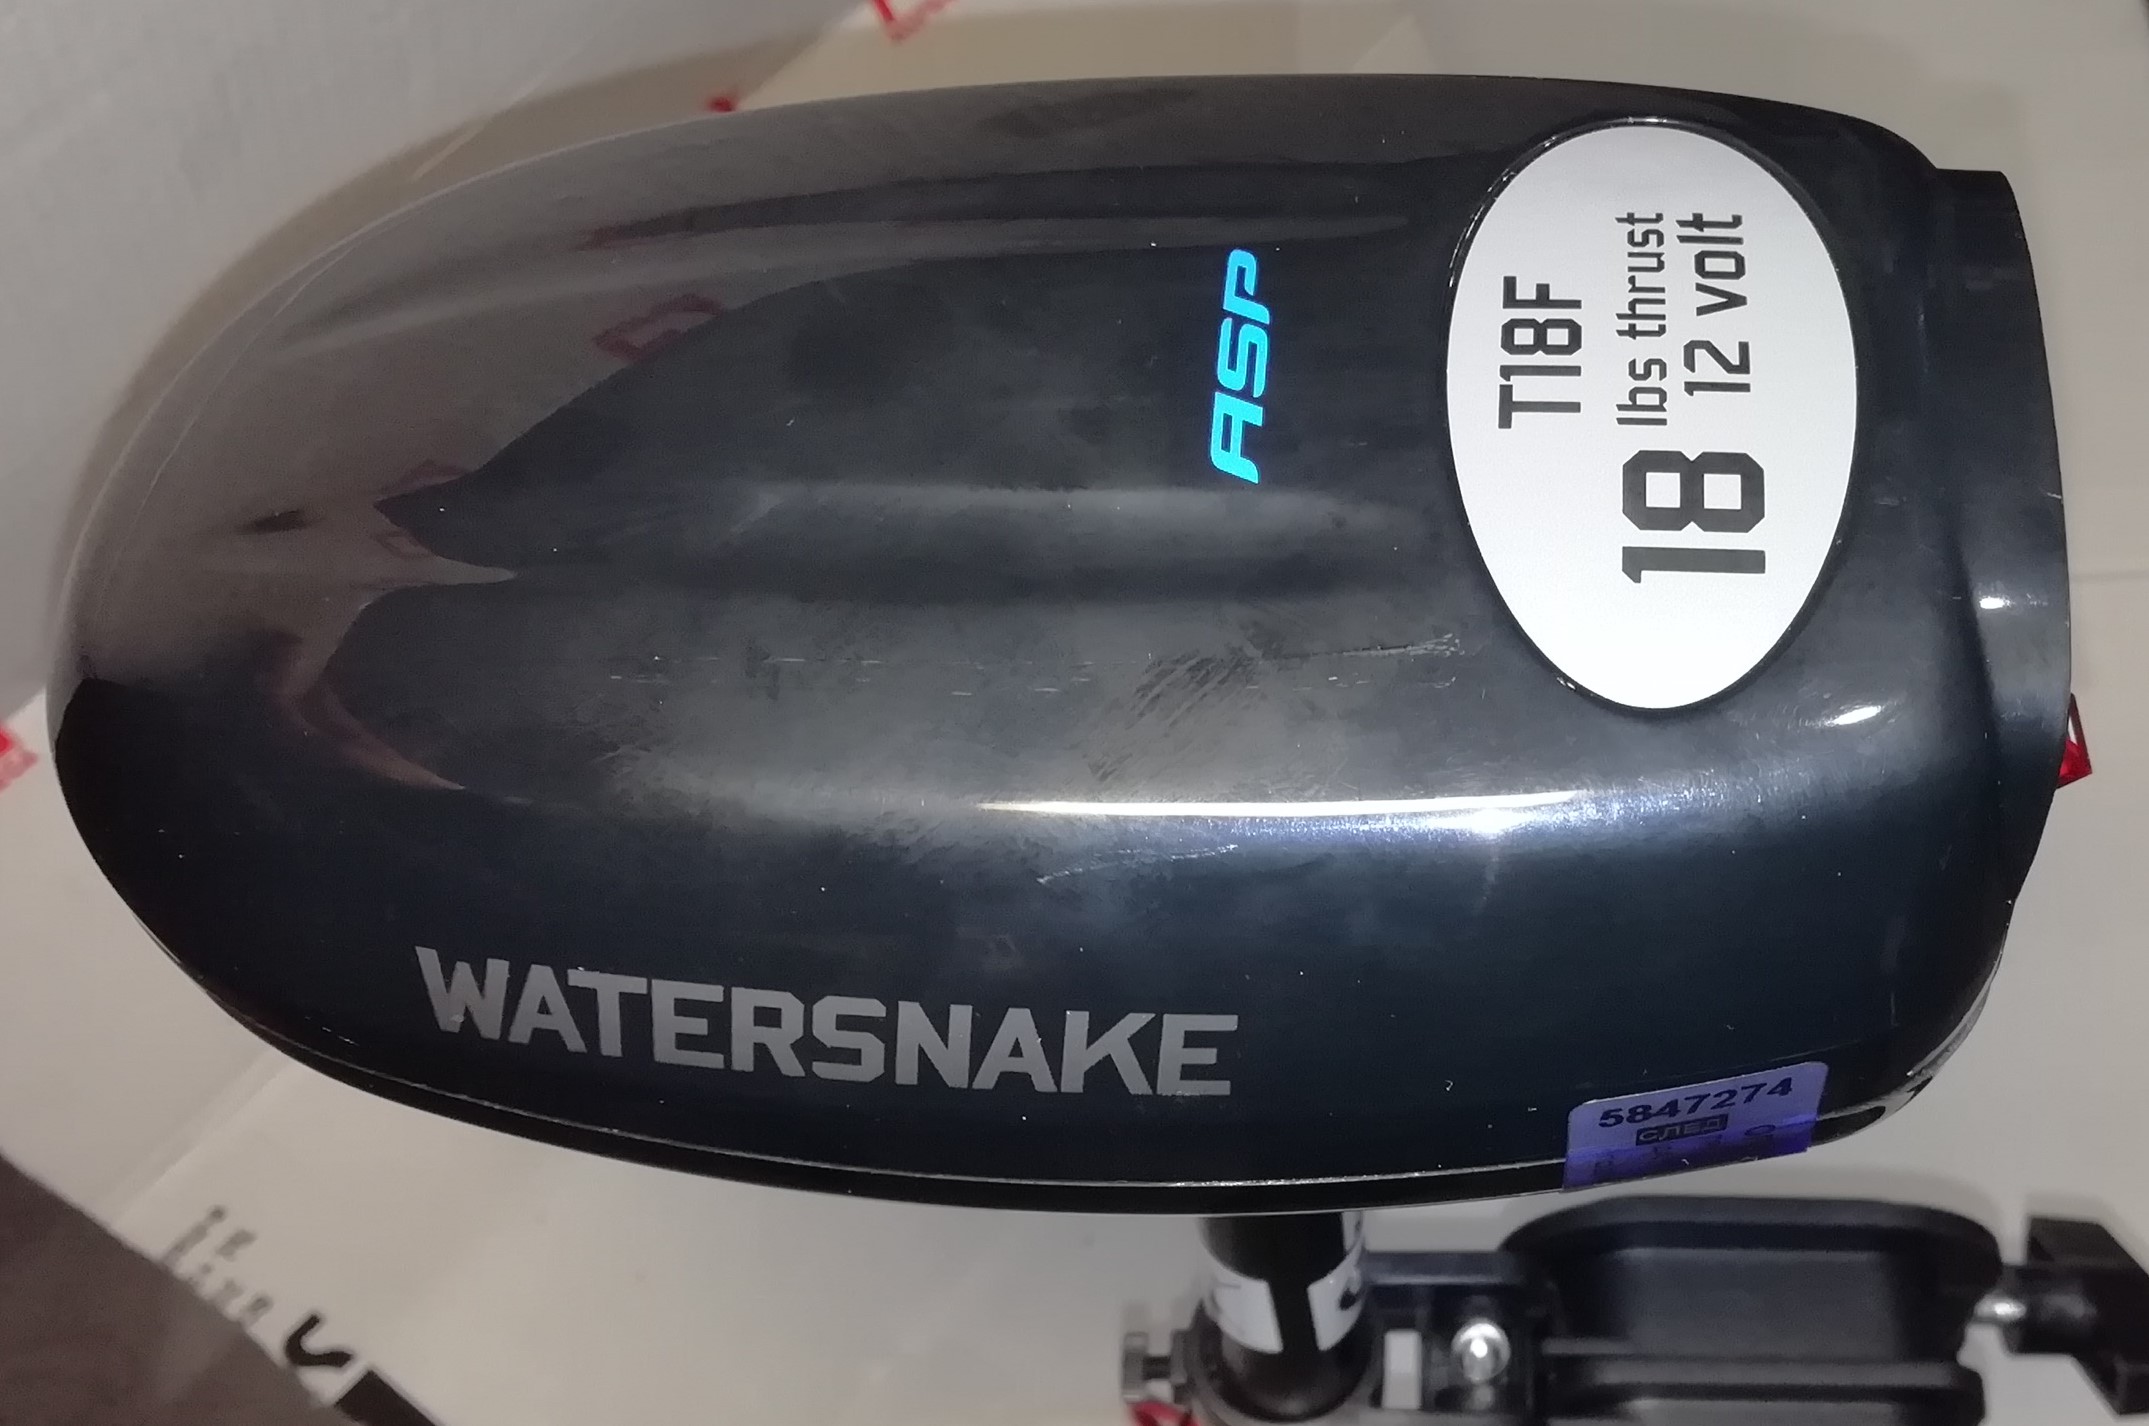 ASP
T18F
18 lbs thrust
12 volt
WATERSNAKE
5847274
СЛЕД